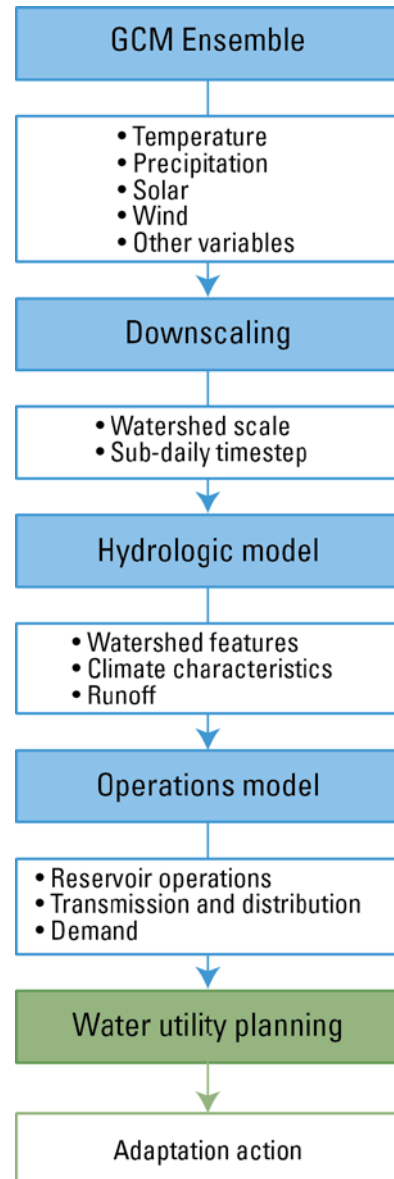 GCM Ensemble
• Temperature
• Precipitation
• Solar
• Wind
• Other variables
Downscaling
• Watershed scale
• Sub-daily timestep
Hydrologic model
• Watershed features
• Climate characteristics
• Runoff
Operations model
• Reservoir operations
• Transmission and distribution
• Demand
Water utility planning
Adaptation action